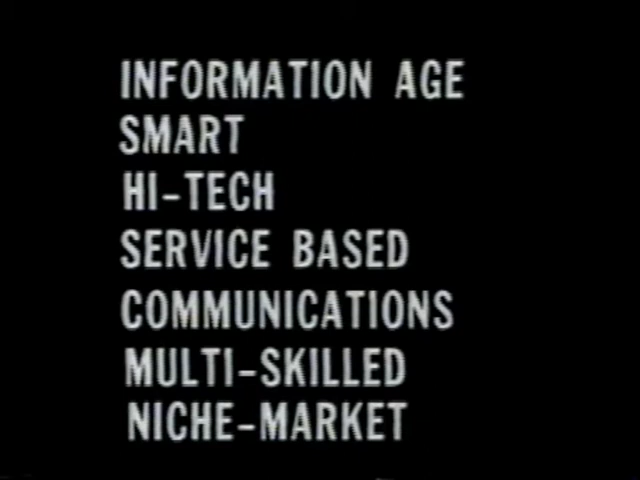 INFORMATION AGE
SMART
HI-TECH
SERVICE BASED
COMMUNICATIONS
MULTI-SKILLED
NICHE-MARKET